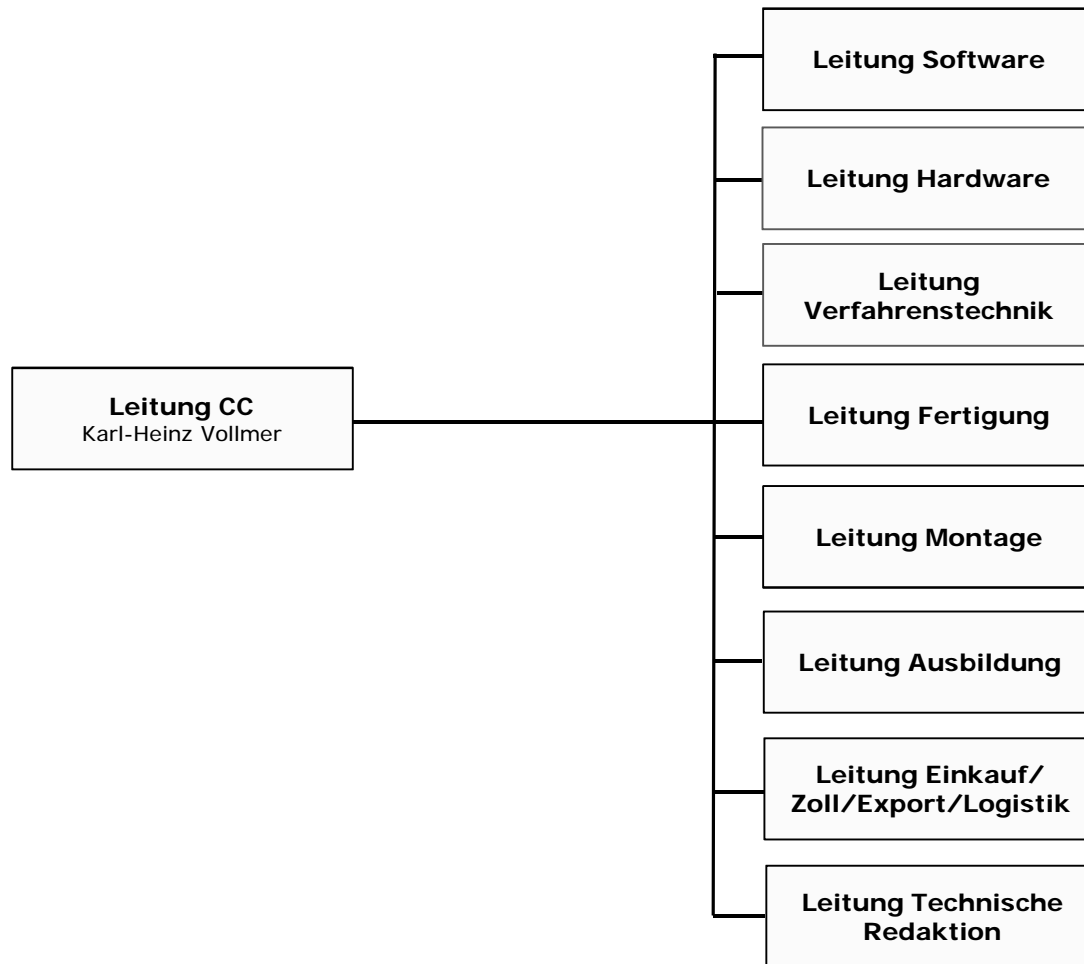 Leitung Software
Leitung Hardware
Leitung
Verfahrenstechnik
Leitung CC
Karl-Heinz Vollmer
Leitung Fertigung
Leitung Montage
Leitung Ausbildung
Leitung Einkauf/
Zoll/Export/Logistik
Leitung Technische
Redaktion